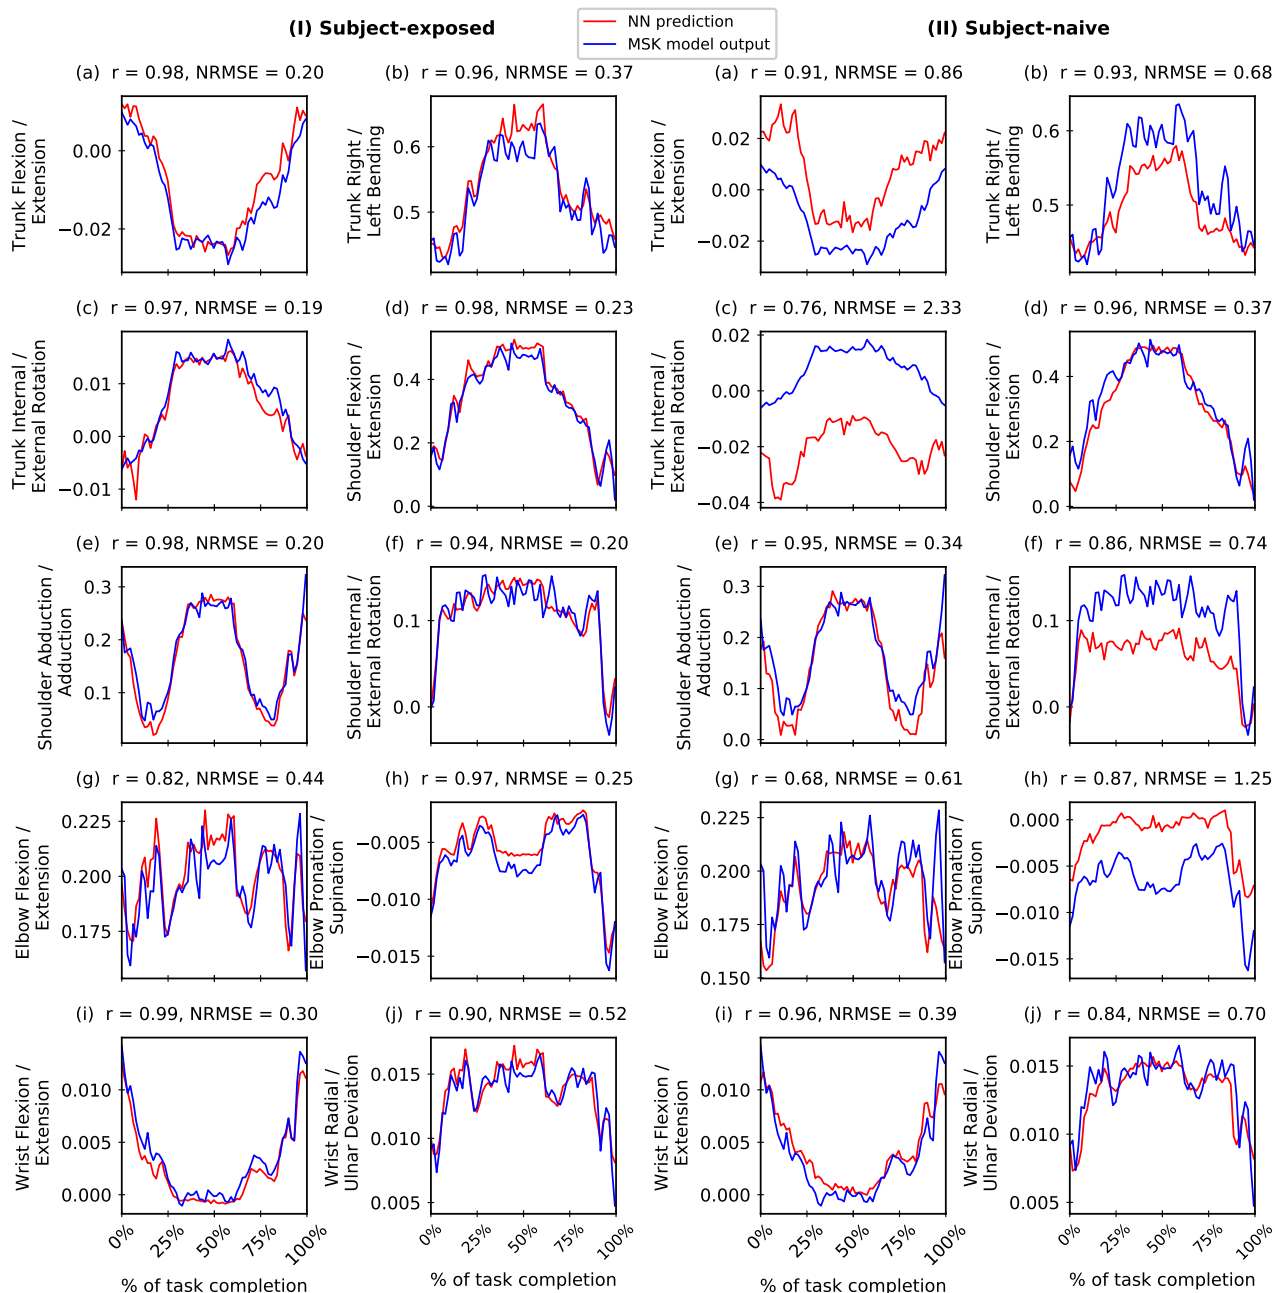 (I) Subject-exposed
NN prediction
MSK model output
(II) Subject-naive
(a) r = 0.98, NRMSE = 0.20
Trunk Flexion /
Extension
0.00
−0.02
(b) r = 0.96, NRMSE = 0.37
Trunk Right /
Left Bending
0.6
0.5
(a) r = 0.91, NRMSE = 0.86
Trunk Flexion /
Extension
0.02
0.00
−0.02
(b) r = 0.93, NRMSE = 0.68
Trunk Right /
Left Bending
0.6
0.5
(c) r = 0.97, NRMSE = 0.19
Trunk Internal /
External Rotation
0.01
0.00
−0.01
(d) r = 0.98, NRMSE = 0.23
Shoulder Flexion /
Extension
0.4
0.2
0.0
(c) r = 0.76, NRMSE = 2.33
Trunk Internal /
External Rotation
0.02
0.00
−0.02
−0.04
(d) r = 0.96, NRMSE = 0.37
Shoulder Flexion /
Extension
0.4
0.2
0.0
(e) r = 0.98, NRMSE = 0.20
Shoulder Abduction /
Adduction
0.3
0.2
0.1
(f) r = 0.94, NRMSE = 0.20
Shoulder Internal /
External Rotation
0.1
0.0
(e) r = 0.95, NRMSE = 0.34
Shoulder Abduction /
Adduction
0.3
0.2
0.1
0.0
(f) r = 0.86, NRMSE = 0.74
Shoulder Internal /
External Rotation
0.1
0.0
(g) r = 0.82, NRMSE = 0.44
Elbow Flexion /
Extension
0.225
0.200
0.175
(h) r = 0.97, NRMSE = 0.25
Elbow Pronation /
Supination
−0.005
−0.010
−0.015
(g) r = 0.68, NRMSE = 0.61
Elbow Flexion /
Extension
0.225
0.200
0.175
0.150
(h) r = 0.87, NRMSE = 1.25
Elbow Pronation /
Supination
0.000
−0.005
−0.010
−0.015
(i) r = 0.99, NRMSE = 0.30
Wrist Flexion /
Extension
0.010
0.005
0.000
0%
25%
50%
75%
100%
% of task completion
(j) r = 0.90, NRMSE = 0.52
Wrist Radial /
Ulnar Deviation
0.015
0.010
0.005
0%
25%
50%
75%
100%
% of task completion
(i) r = 0.96, NRMSE = 0.39
Wrist Flexion /
Extension
0.010
0.005
0.000
0%
25%
50%
75%
100%
% of task completion
(j) r = 0.84, NRMSE = 0.70
Wrist Radial /
Ulnar Deviation
0.015
0.010
0.005
0%
25%
50%
75%
100%
% of task completion